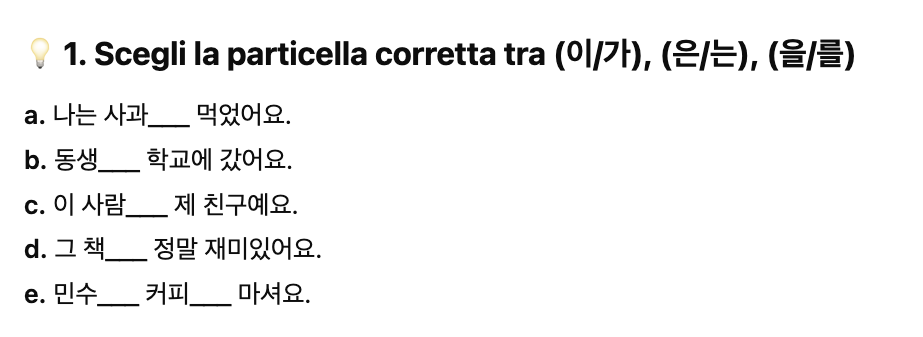 💡 1. Scegli la particella corretta tra (이/가), (은/는), (을/를)
a. 나는 사과___ 먹었어요.
b. 동생___ 학교에 갔어요.
c. 이 사람___ 제 친구예요.
d. 그 책___ 정말 재미있어요.
e. 민수___ 커피___ 마셔요.